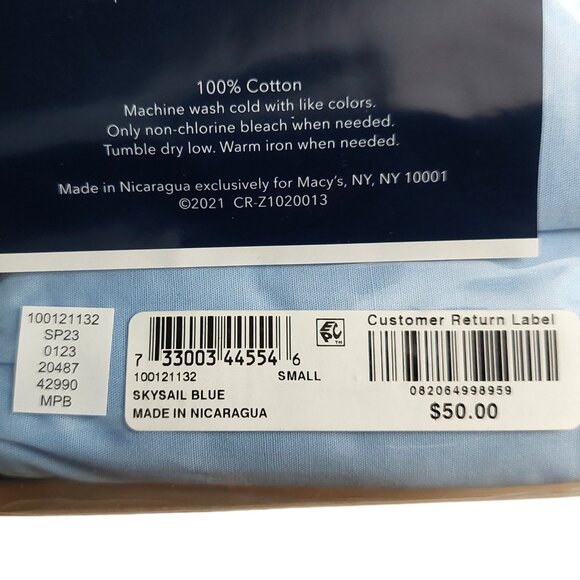 100% Cotton
Machine wash cold with like colors.
Only non-chlorine bleach when needed.
Tumble dry low. Warm iron when needed.
Made in Nicaragua exclusively for Macy's, NY, NY 10001
©2021 CR-Z1020013
100121132
SP23
0123
20487
42990
MPB
7 33003 44554 6
100121132 SMALL
SKYSAIL BLUE
MADE IN NICARAGUA
EPC TM
Customer Return Label
082064998959
$50.00